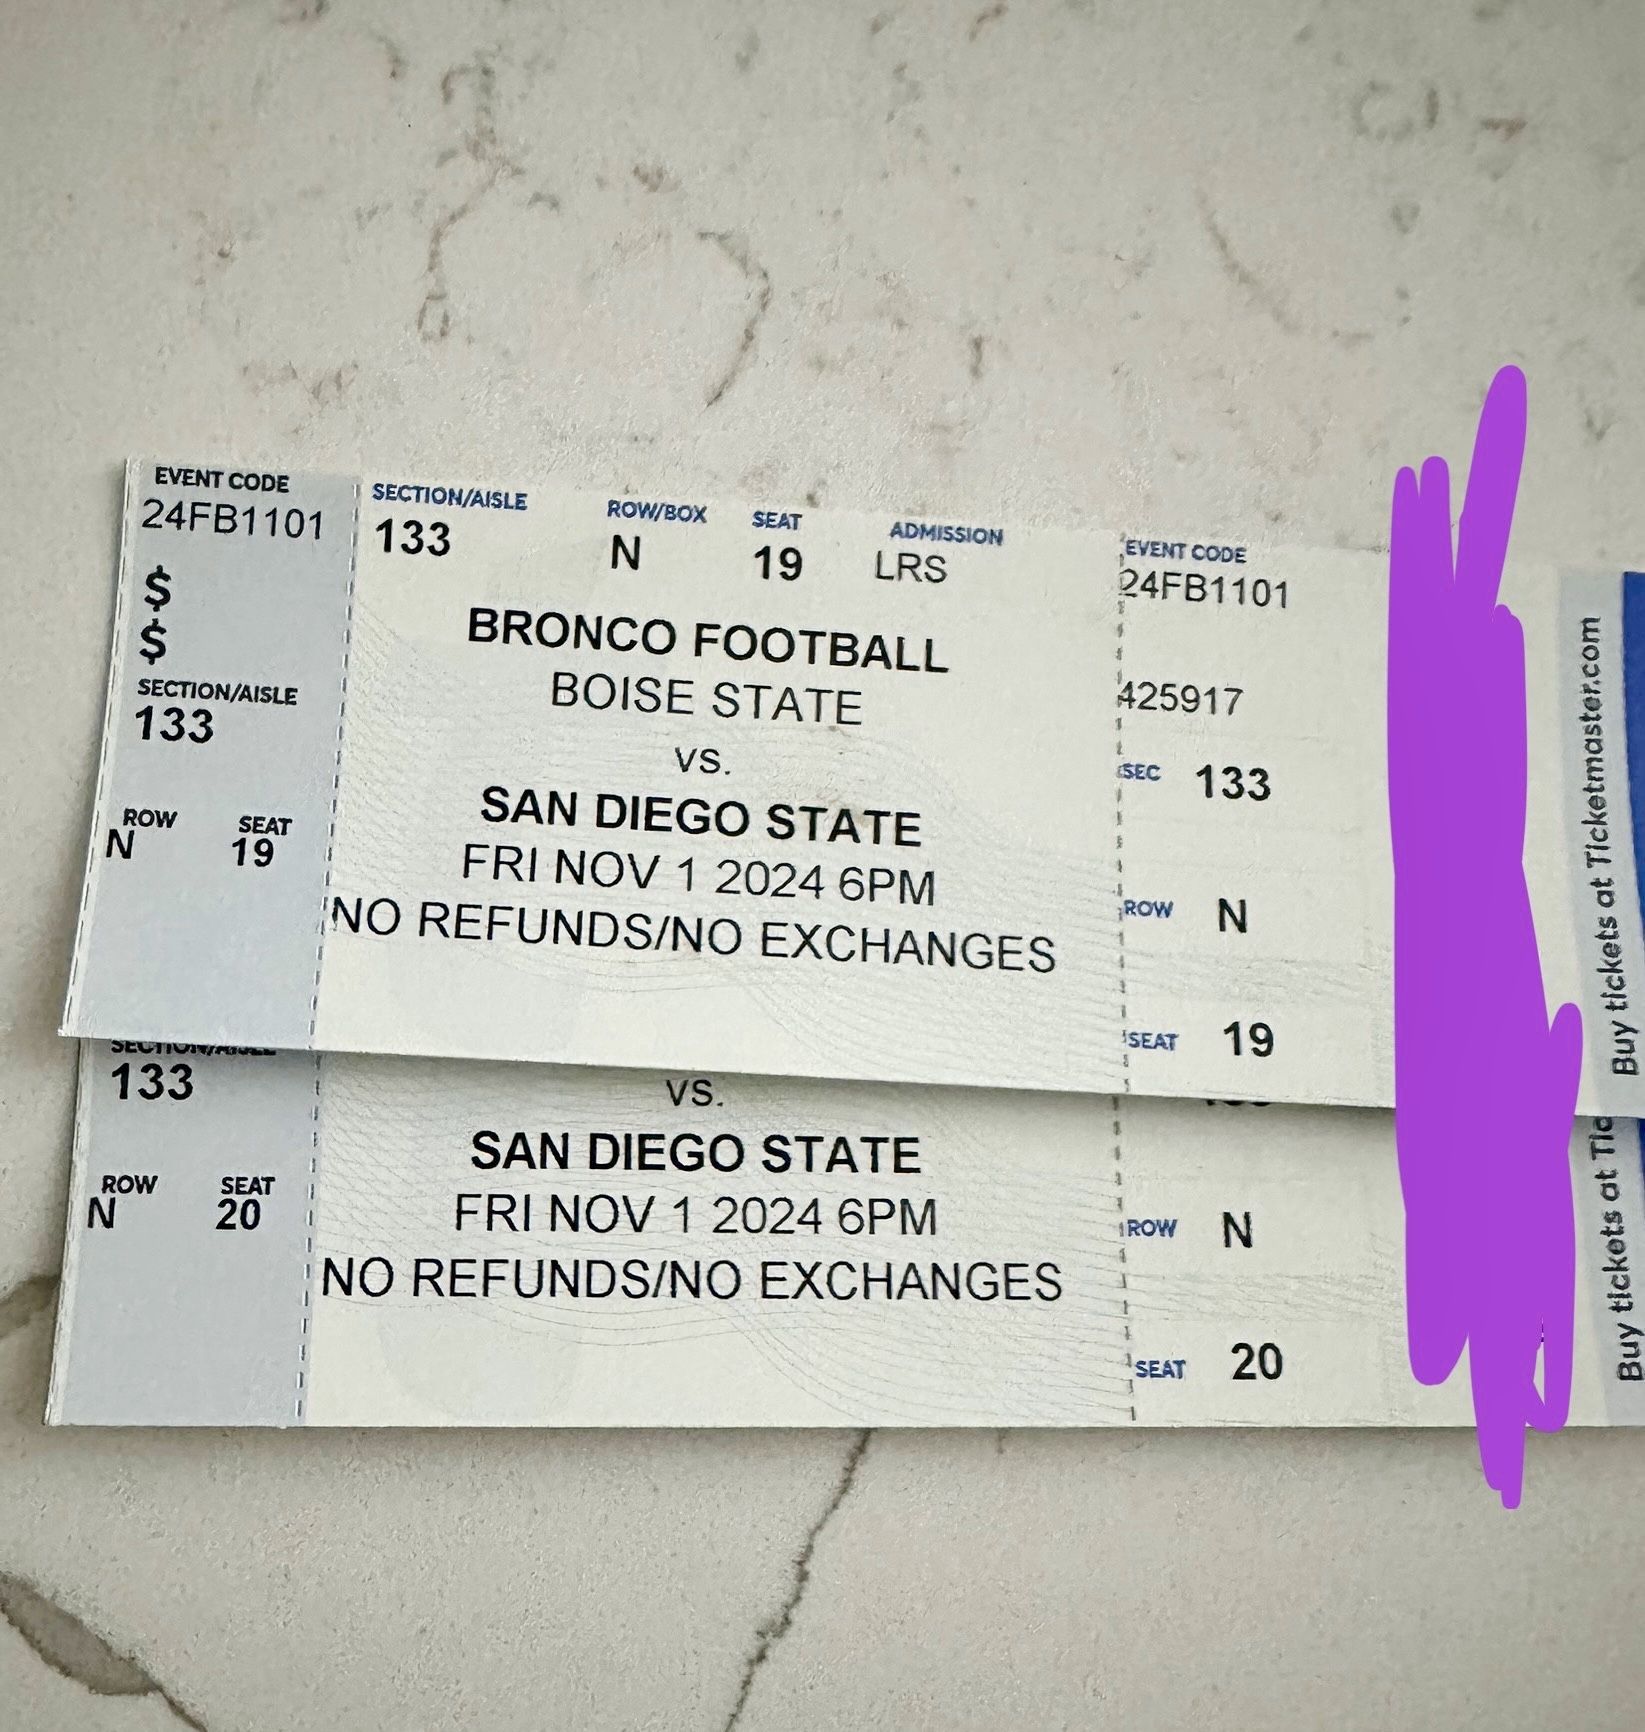 EVENT CODE
24FB1101
$
$
SECTION/AISLE
133
ROW SEAT
N 19
SECTION/AISLE ROW/BOX SEAT ADMISSION
133 N 19 LRS
BRONCO FOOTBALL
BOISE STATE
VS.
SAN DIEGO STATE
FRI NOV 1 2024 6PM
NO REFUNDS/NO EXCHANGES
EVENT CODE
24FB1101
425917
SEC 133
ROW N
SEAT 19
Buy tickets at Ticketmaster.com
SECTION/AISLE
133
ROW SEAT
N 20
VS.
SAN DIEGO STATE
FRI NOV 1 2024 6PM
NO REFUNDS/NO EXCHANGES
ROW N
SEAT 20
Buy tickets at Tic